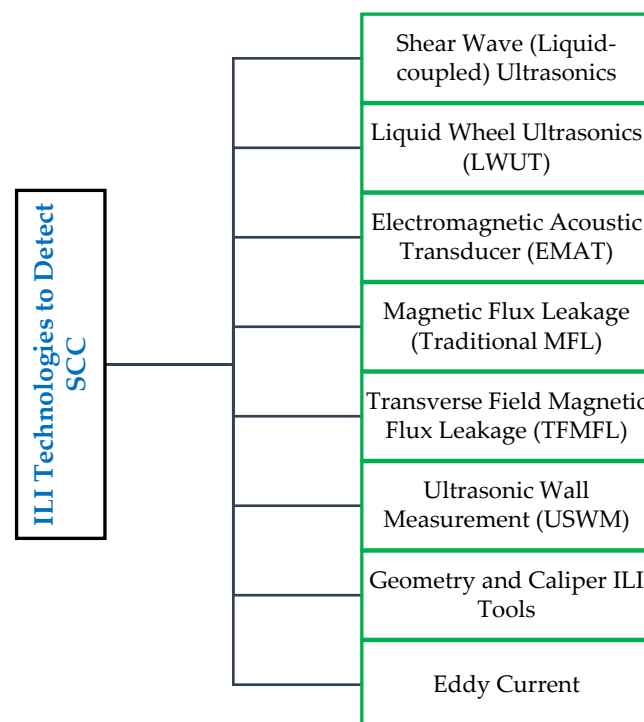 ILI Technologies to Detect
SCC
Shear Wave (Liquid-
coupled) Ultrasonics
Liquid Wheel Ultrasonics
(LWUT)
Electromagnetic Acoustic
Transducer (EMAT)
Magnetic Flux Leakage
(Traditional MFL)
Transverse Field Magnetic
Flux Leakage (TFMFL)
Ultrasonic Wall
Measurement (USWM)
Geometry and Caliper ILI
Tools
Eddy Current